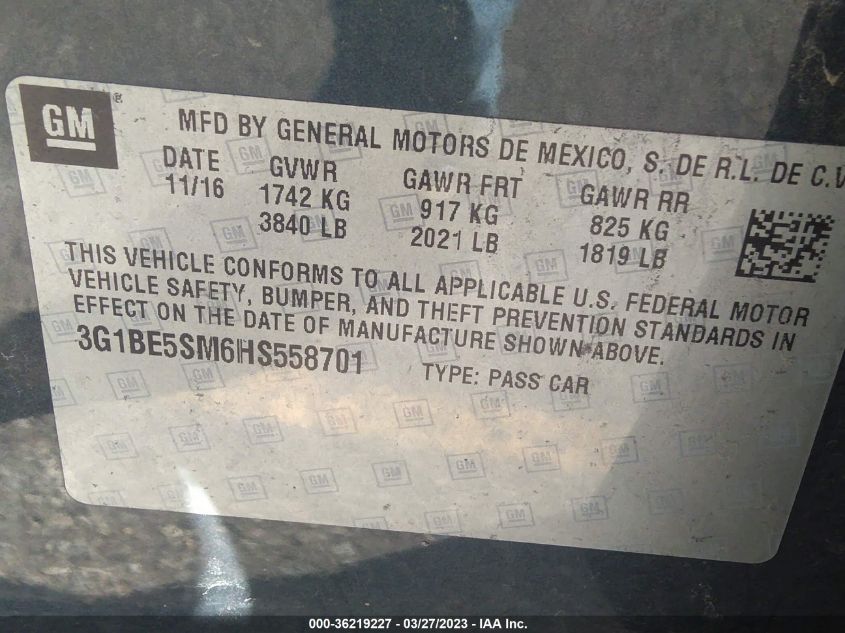 GM ®
MFD BY GENERAL MOTORS DE MEXICO, S. DE R.L. DE C.V
DATE GVWR GAWR FRT GAWR RR
11/16 1742 KG 917 KG 825 KG
3840 LB 2021 LB 1819 LB
THIS VEHICLE CONFORMS TO ALL APPLICABLE U.S. FEDERAL MOTOR
VEHICLE SAFETY, BUMPER, AND THEFT PREVENTION STANDARDS IN
EFFECT ON THE DATE OF MANUFACTURE SHOWN ABOVE.
3G1BE5SM6HS558701 TYPE: PASS CAR
000-36219227 - 03/27/2023 - IAA Inc.